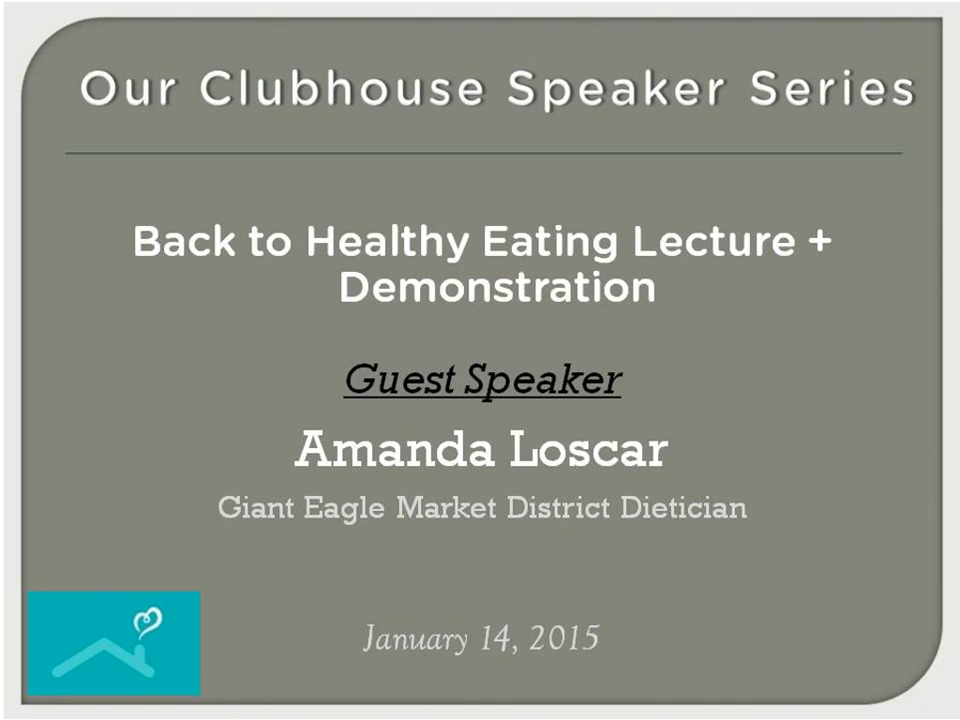 Our Clubhouse Speaker Series
Back to Healthy Eating Lecture +
Demonstration
Guest Speaker
Amanda Loscar
Giant Eagle Market District Dietician
January 14, 2015